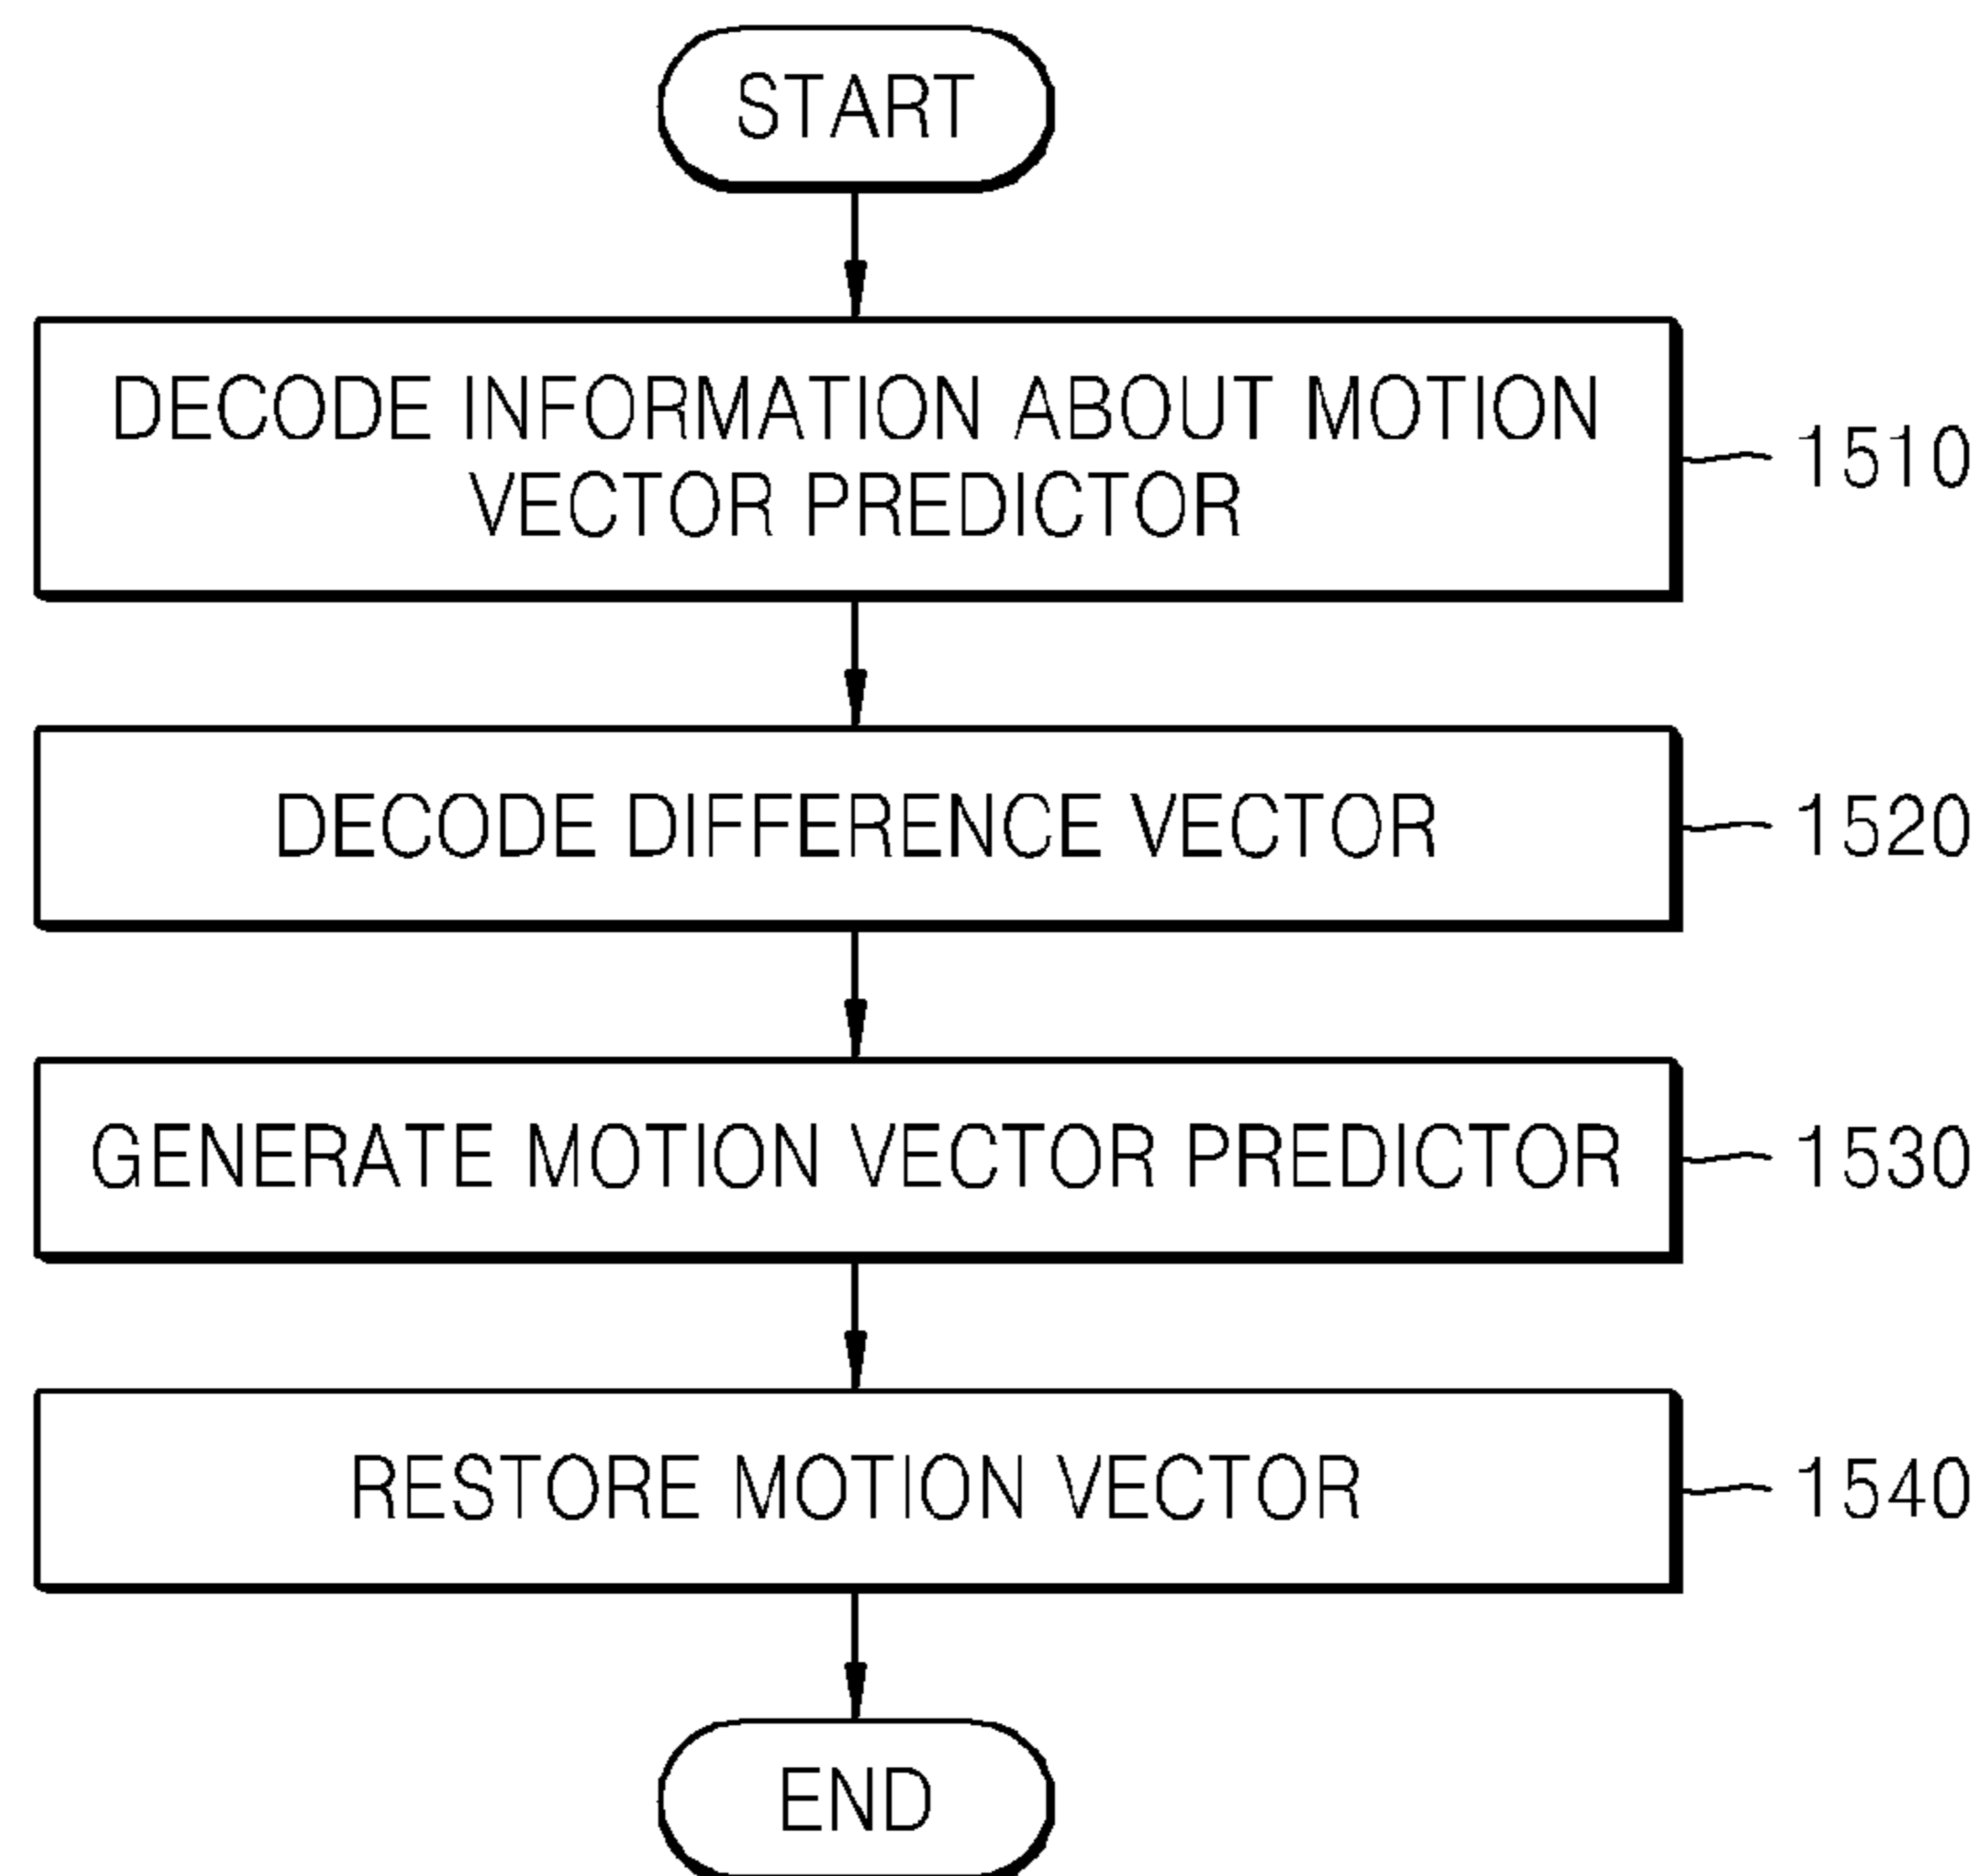 START
DECODE INFORMATION ABOUT MOTION
VECTOR PREDICTOR
1510
DECODE DIFFERENCE VECTOR
1520
GENERATE MOTION VECTOR PREDICTOR
1530
RESTORE MOTION VECTOR
1540
END